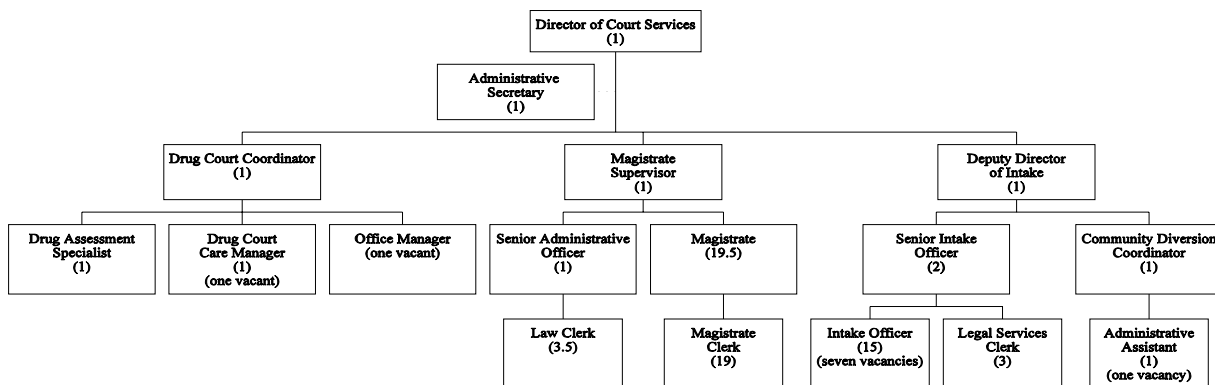 Director of Court Services
(1)
Administrative
Secretary
(1)
Drug Court Coordinator
(1)
Magistrate
Supervisor
(1)
Deputy Director
of Intake
(1)
Drug Assessment
Specialist
(1)
Drug Court
Care Manager
(1)
(one vacant)
Office Manager
(one vacant)
Senior Administrative
Officer
(1)
Magistrate
(19.5)
Senior Intake
Officer
(2)
Community Diversion
Coordinator
(1)
Law Clerk
(3.5)
Magistrate
Clerk
(19)
Intake Officer
(15)
(seven vacancies)
Legal Services
Clerk
(3)
Administrative
Assistant
(1)
(one vacancy)